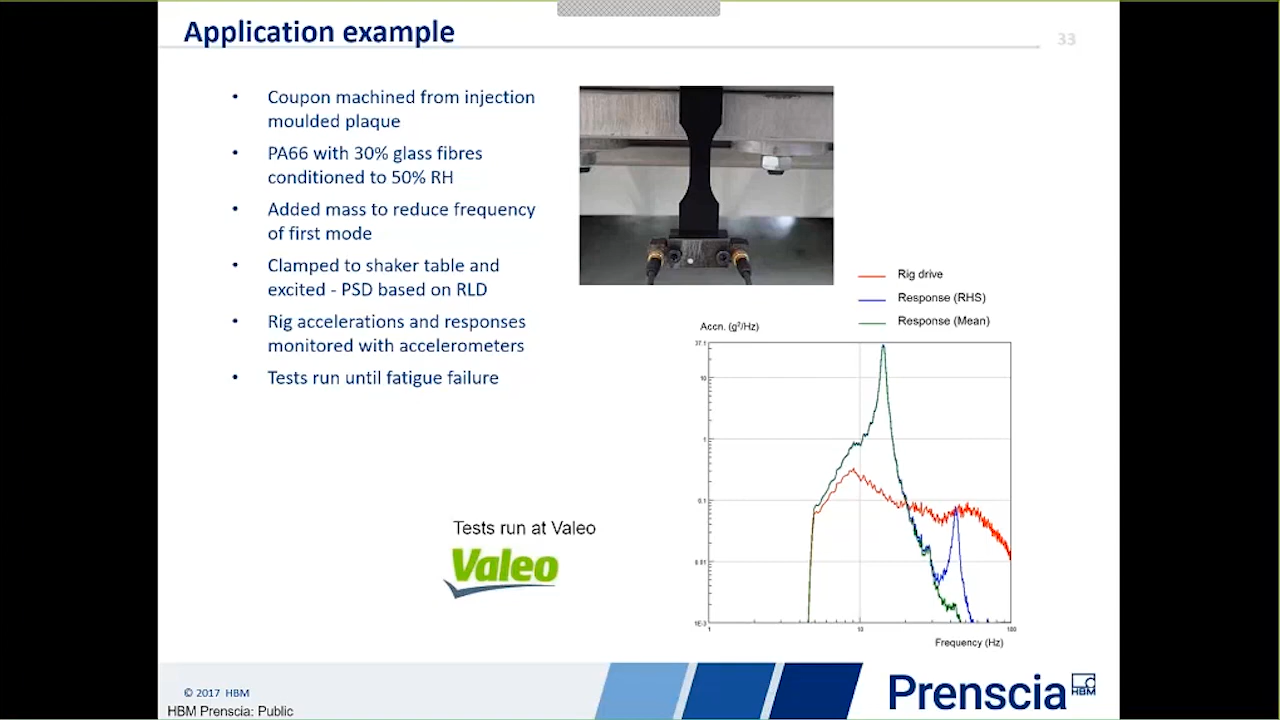 Application example
33
• Coupon machined from injection
moulded plaque
• PA66 with 30% glass fibres
conditioned to 50% RH
• Added mass to reduce frequency
of first mode
• Clamped to shaker table and
excited - PSD based on RLD
• Rig accelerations and responses
monitored with accelerometers
• Tests run until fatigue failure
Rig drive
Response (RHS)
Response (Mean)
Accn. (g²/Hz)
37.1
10
1
0.1
0.01
1E-3
1
10
100
Frequency (Hz)
Tests run at Valeo
Valeo
© 2017 HBM
HBM Prenscia: Public
Prenscia
HBM